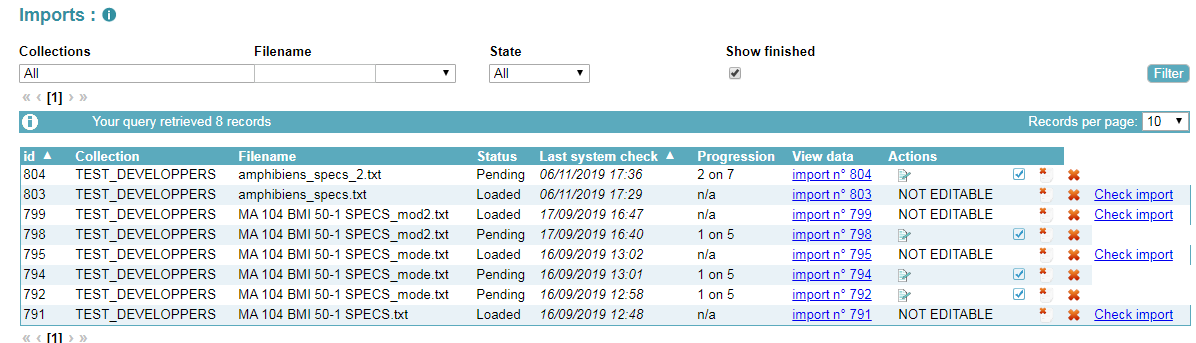 Imports :
Collections Filename State Show finished
All All Filter
« ‹ [1] › »
Your query retrieved 8 records Records per page: 10
id Collection Filename Status Last system check Progression View data Actions
804 TEST_DEVELOPPERS amphibiens_specs_2.txt Pending 06/11/2019 17:36 2 on 7 import n° 804
803 TEST_DEVELOPPERS amphibiens_specs.txt Loaded 06/11/2019 17:29 n/a import n° 803 NOT EDITABLE Check import
799 TEST_DEVELOPPERS MA 104 BMI 50-1 SPECS_mod2.txt Loaded 17/09/2019 16:47 n/a import n° 799 NOT EDITABLE Check import
798 TEST_DEVELOPPERS MA 104 BMI 50-1 SPECS_mod2.txt Pending 17/09/2019 16:40 1 on 5 import n° 798
795 TEST_DEVELOPPERS MA 104 BMI 50-1 SPECS_mode.txt Loaded 16/09/2019 13:02 n/a import n° 795 NOT EDITABLE Check import
794 TEST_DEVELOPPERS MA 104 BMI 50-1 SPECS_mode.txt Pending 16/09/2019 13:01 1 on 5 import n° 794
792 TEST_DEVELOPPERS MA 104 BMI 50-1 SPECS_mode.txt Pending 16/09/2019 12:58 1 on 5 import n° 792
791 TEST_DEVELOPPERS MA 104 BMI 50-1 SPECS.txt Loaded 16/09/2019 12:48 n/a import n° 791 NOT EDITABLE Check import
« ‹ [1] › »